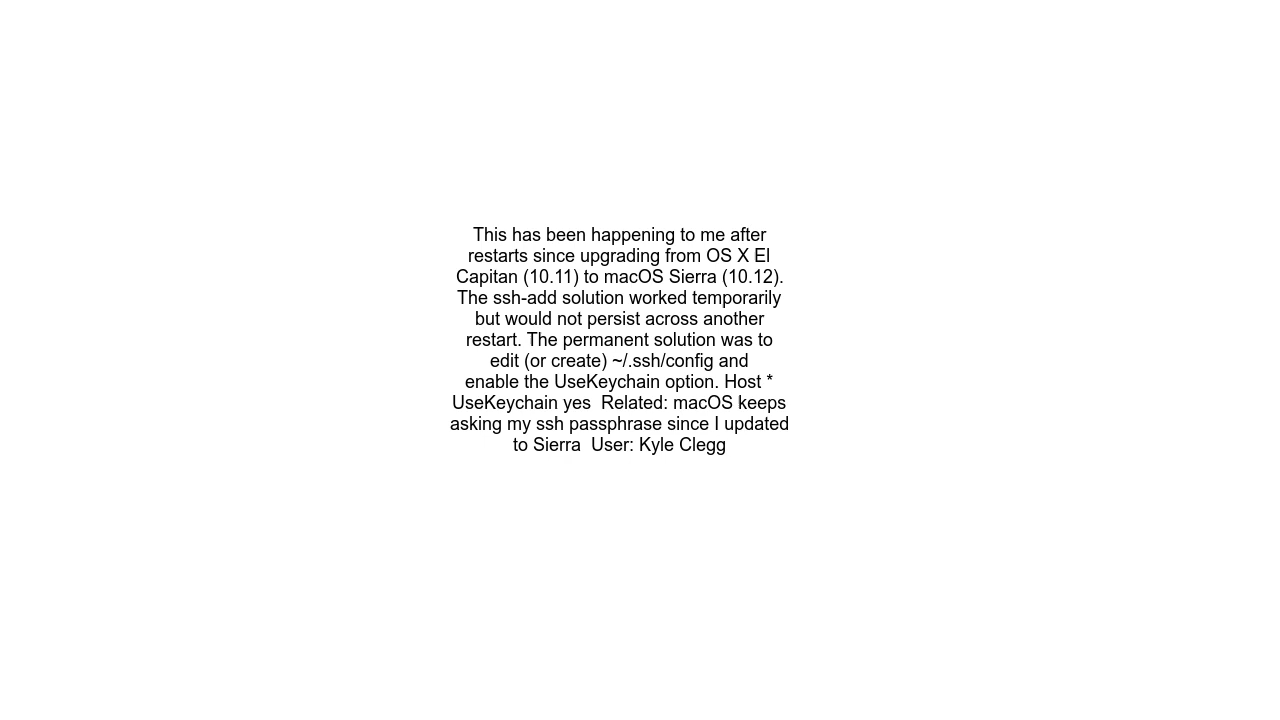 This has been happening to me after
restarts since upgrading from OS X El
Capitan (10.11) to macOS Sierra (10.12).
The ssh-add solution worked temporarily
but would not persist across another
restart. The permanent solution was to
edit (or create) ~/.ssh/config and
enable the UseKeychain option. Host *
UseKeychain yes  Related: macOS keeps
asking my ssh passphrase since I updated
to Sierra  User: Kyle Clegg